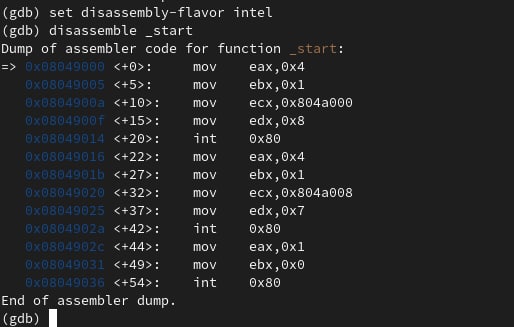 (gdb) set disassembly-flavor intel
(gdb) disassemble _start
Dump of assembler code for function _start:
=> 0x08049000 <+0>:     mov    eax,0x4
   0x08049005 <+5>:     mov    ebx,0x1
   0x0804900a <+10>:    mov    ecx,0x804a000
   0x0804900f <+15>:    mov    edx,0x8
   0x08049014 <+20>:    int    0x80
   0x08049016 <+22>:    mov    eax,0x4
   0x0804901b <+27>:    mov    ebx,0x1
   0x08049020 <+32>:    mov    ecx,0x804a008
   0x08049025 <+37>:    mov    edx,0x7
   0x0804902a <+42>:    int    0x80
   0x0804902c <+44>:    mov    eax,0x1
   0x08049031 <+49>:    mov    ebx,0x0
   0x08049036 <+54>:    int    0x80
End of assembler dump.
(gdb)